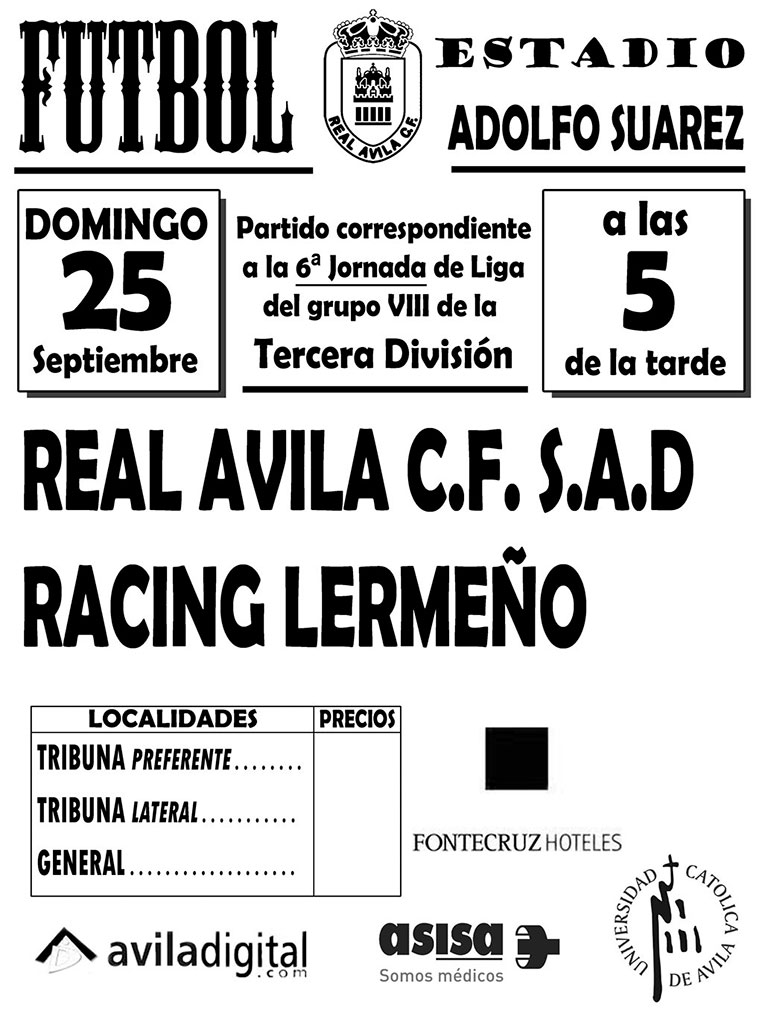 FUTBOL
REAL AVILA C.F.
ESTADIO
ADOLFO SUAREZ
DOMINGO
25
Septiembre
Partido correspondiente
a la 6ª Jornada de Liga
del grupo VIII de la
Tercera División
a las
5
de la tarde
REAL AVILA C.F. S.A.D
RACING LERMEÑO
LOCALIDADES PRECIOS
TRIBUNA PREFERENTE........
TRIBUNA LATERAL...........
GENERAL...................
FONTECRUZ HOTELES
aviladigital
.com
asisa
Somos médicos
UNIVERSIDAD CATOLICA
DE AVILA